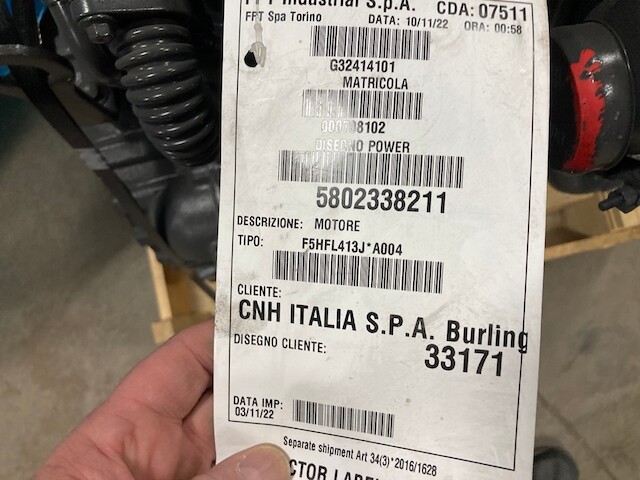 FPT Industrial S.p.A. CDA: 07511
FPT Spa Torino DATA: 10/11/22 ORA: 00:58
G32414101
MATRICOLA
000708102
DISEGNO POWER
5802338211
DESCRIZIONE: MOTORE
TIPO: F5HFL413J*A004
CLIENTE:
CNH ITALIA S.P.A. Burling
DISEGNO CLIENTE: 33171
DATA IMP:
03/11/22
Separate shipment Art 34(3)*2016/1628